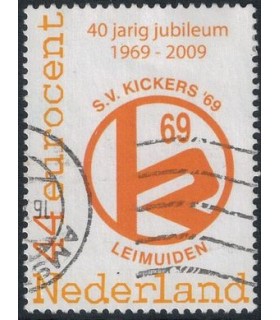 40 jarig jubileum
1969 - 2009
44 eurocent
S.V. KICKERS '69
69
LEIMUIDEN
Nederland